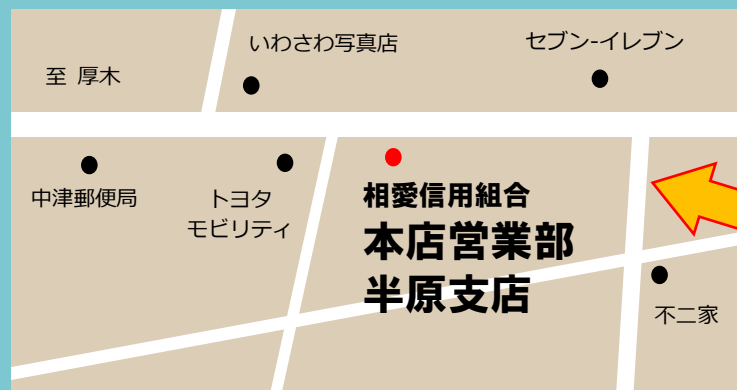 いわさわ写真店
セブン-イレブン
至 厚木
中津郵便局
トヨタ
モビリティ
相愛信用組合
本店営業部
半原支店
不二家